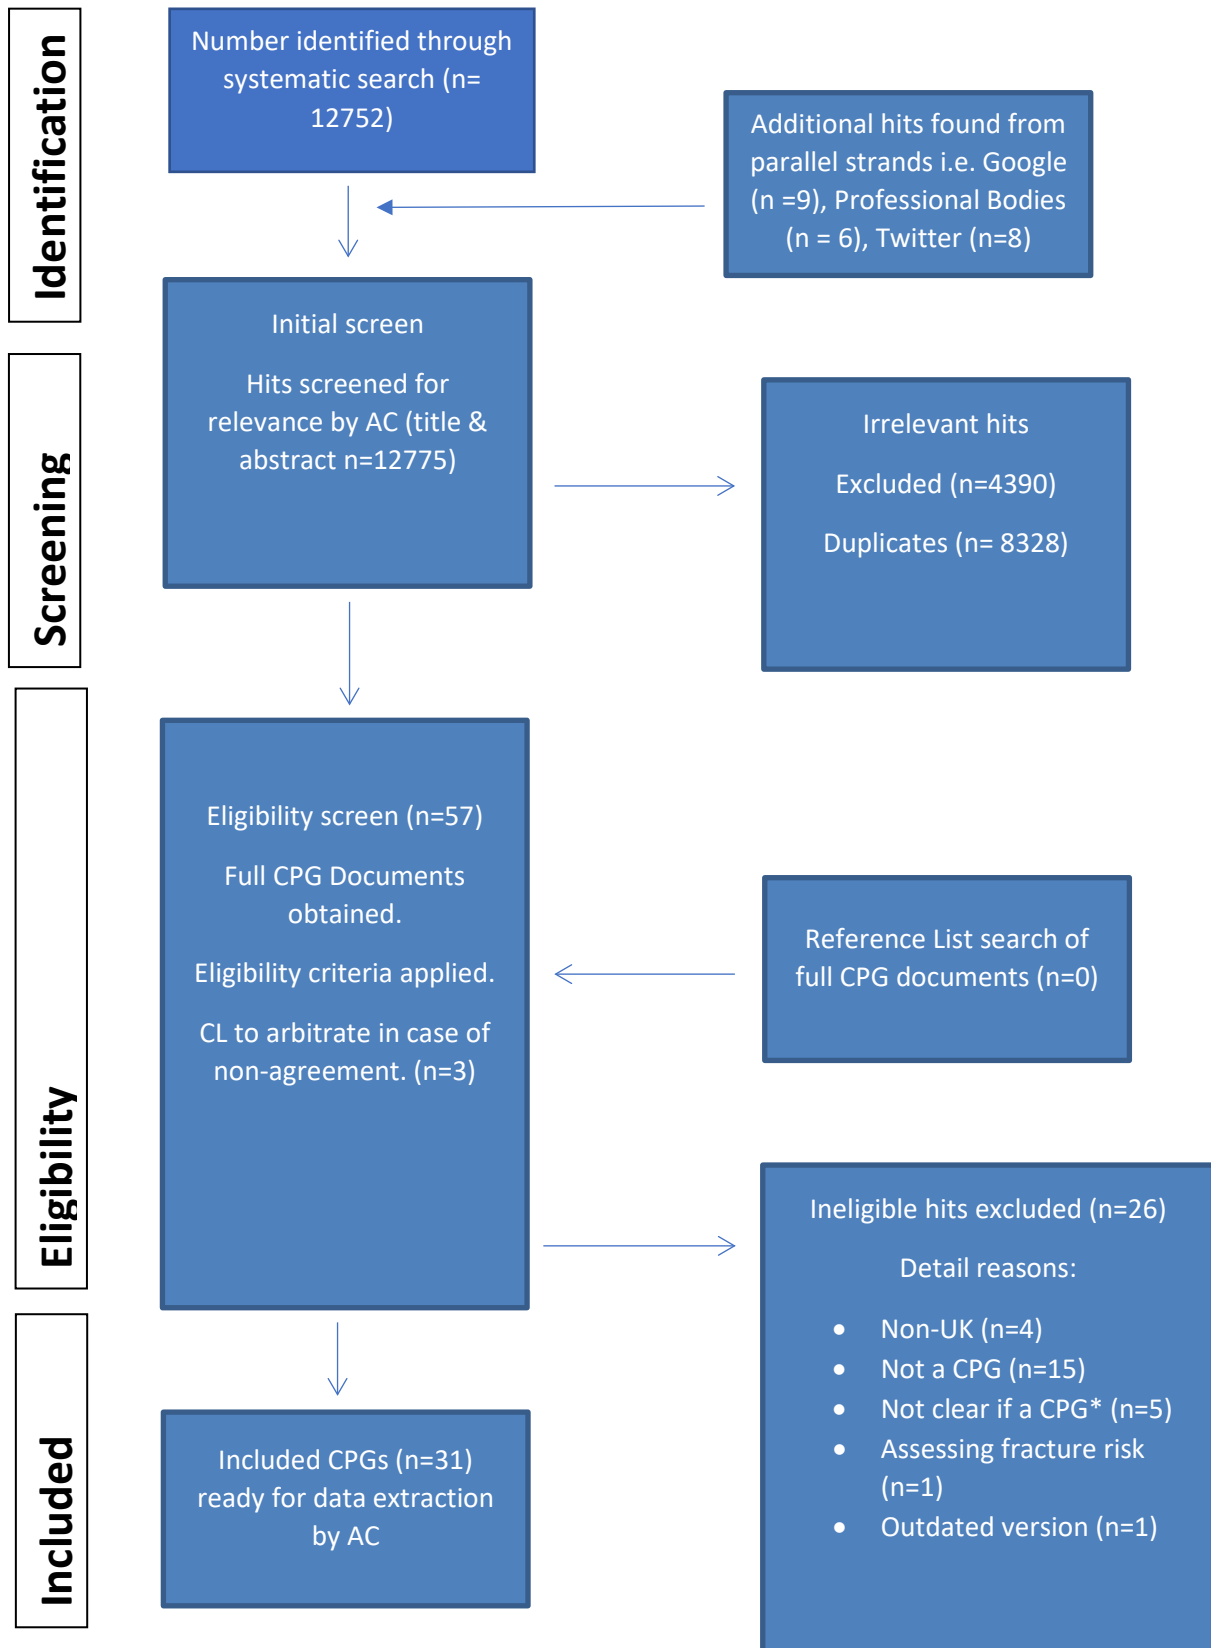 Identification
Number identified through
systematic search (n=
12752)
Additional hits found from
parallel strands i.e. Google
(n =9), Professional Bodies
(n = 6), Twitter (n=8)
Screening
Initial screen
Hits screened for
relevance by AC (title &
abstract n=12775)
Irrelevant hits
Excluded (n=4390)
Duplicates (n= 8328)
Eligibility
Eligibility screen (n=57)
Full CPG Documents
obtained.
Eligibility criteria applied.
CL to arbitrate in case of
non-agreement. (n=3)
Reference List search of
full CPG documents (n=0)
Ineligible hits excluded (n=26)
Detail reasons:
• Non-UK (n=4)
• Not a CPG (n=15)
• Not clear if a CPG* (n=5)
• Assessing fracture risk
(n=1)
• Outdated version (n=1)
Included
Included CPGs (n=31)
ready for data extraction
by AC